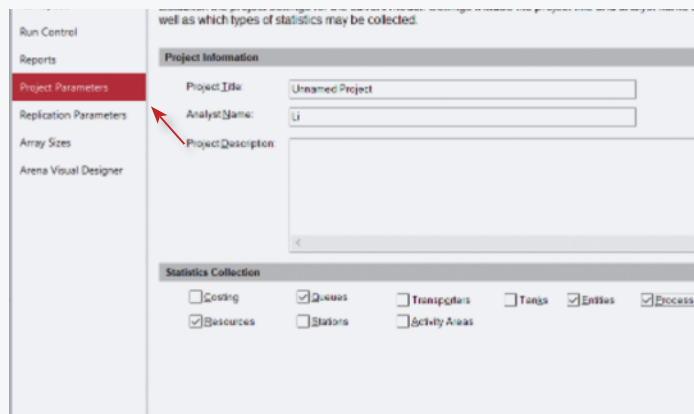 well as which types of statistics may be collected.
Run Control
Reports
Project Parameters
Replication Parameters
Array Sizes
Arena Visual Designer
Project Information
Project Title:
Unnamed Project
Analyst Name:
Li
Project Description:
Statistics Collection
Costing
Queues
Transporters
Tanks
Entities
Process
Resources
Stations
Activity Areas